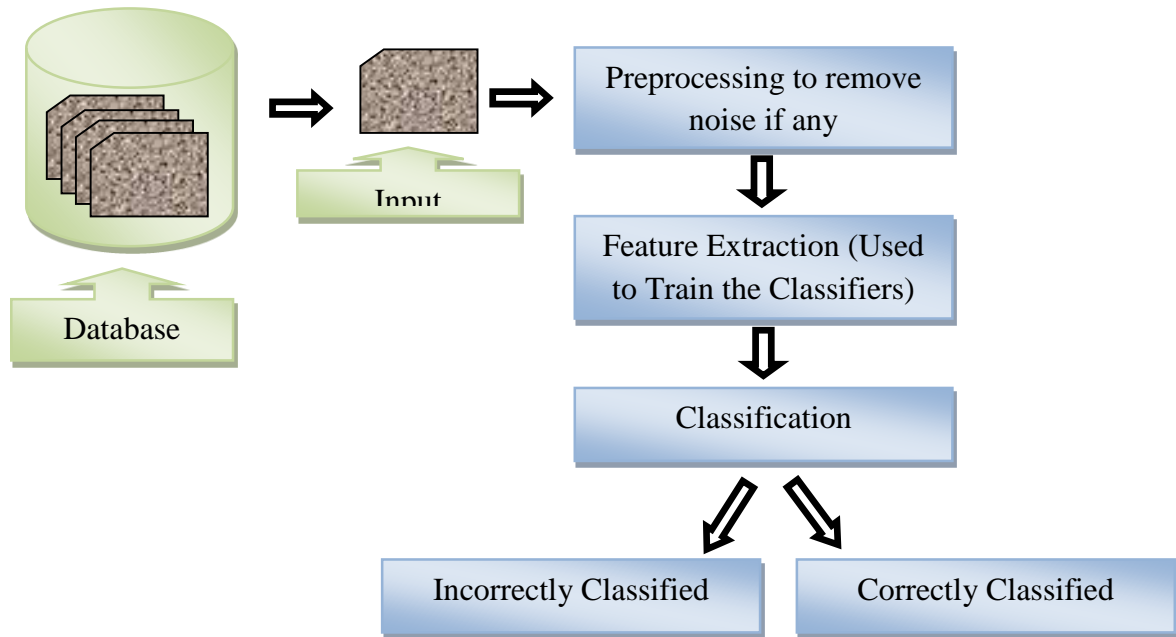 Preprocessing to remove
noise if any
Input
Feature Extraction (Used
to Train the Classifiers)
Database
Classification
Incorrectly Classified
Correctly Classified